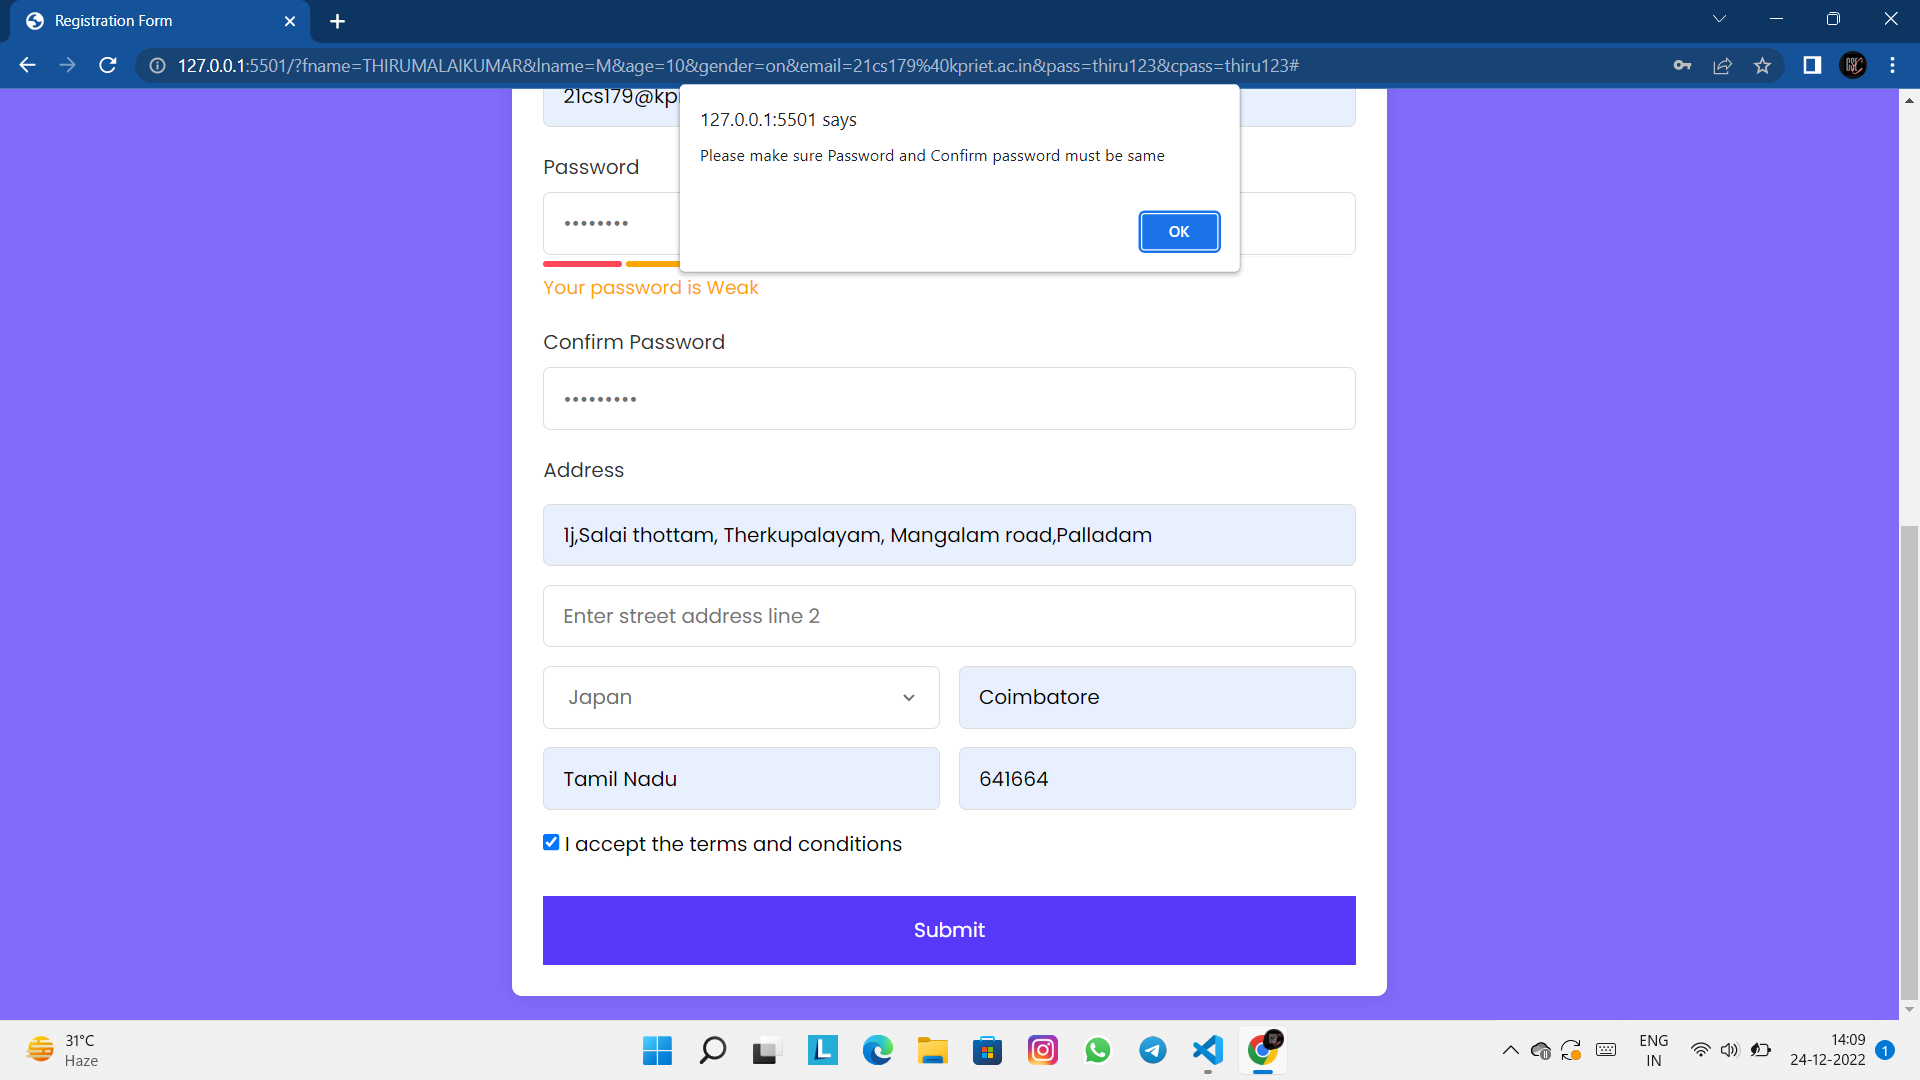 Registration Form
127.0.0.1:5501/?fname=THIRUMALAIKUMAR&lname=M&age=10&gender=on&email=21cs179%40kpriet.ac.in&pass=thiru123&cpass=thiru123#
21cs179@kp
127.0.0.1:5501 says
Please make sure Password and Confirm password must be same
OK
Password
••••••••
Your password is Weak
Confirm Password
•••••••••
Address
1j,Salai thottam, Therkupalayam, Mangalam road,Palladam
Enter street address line 2
Japan
Coimbatore
Tamil Nadu
641664
I accept the terms and conditions
Submit
31°C
Haze
ENG
IN
14:09
24-12-2022
1